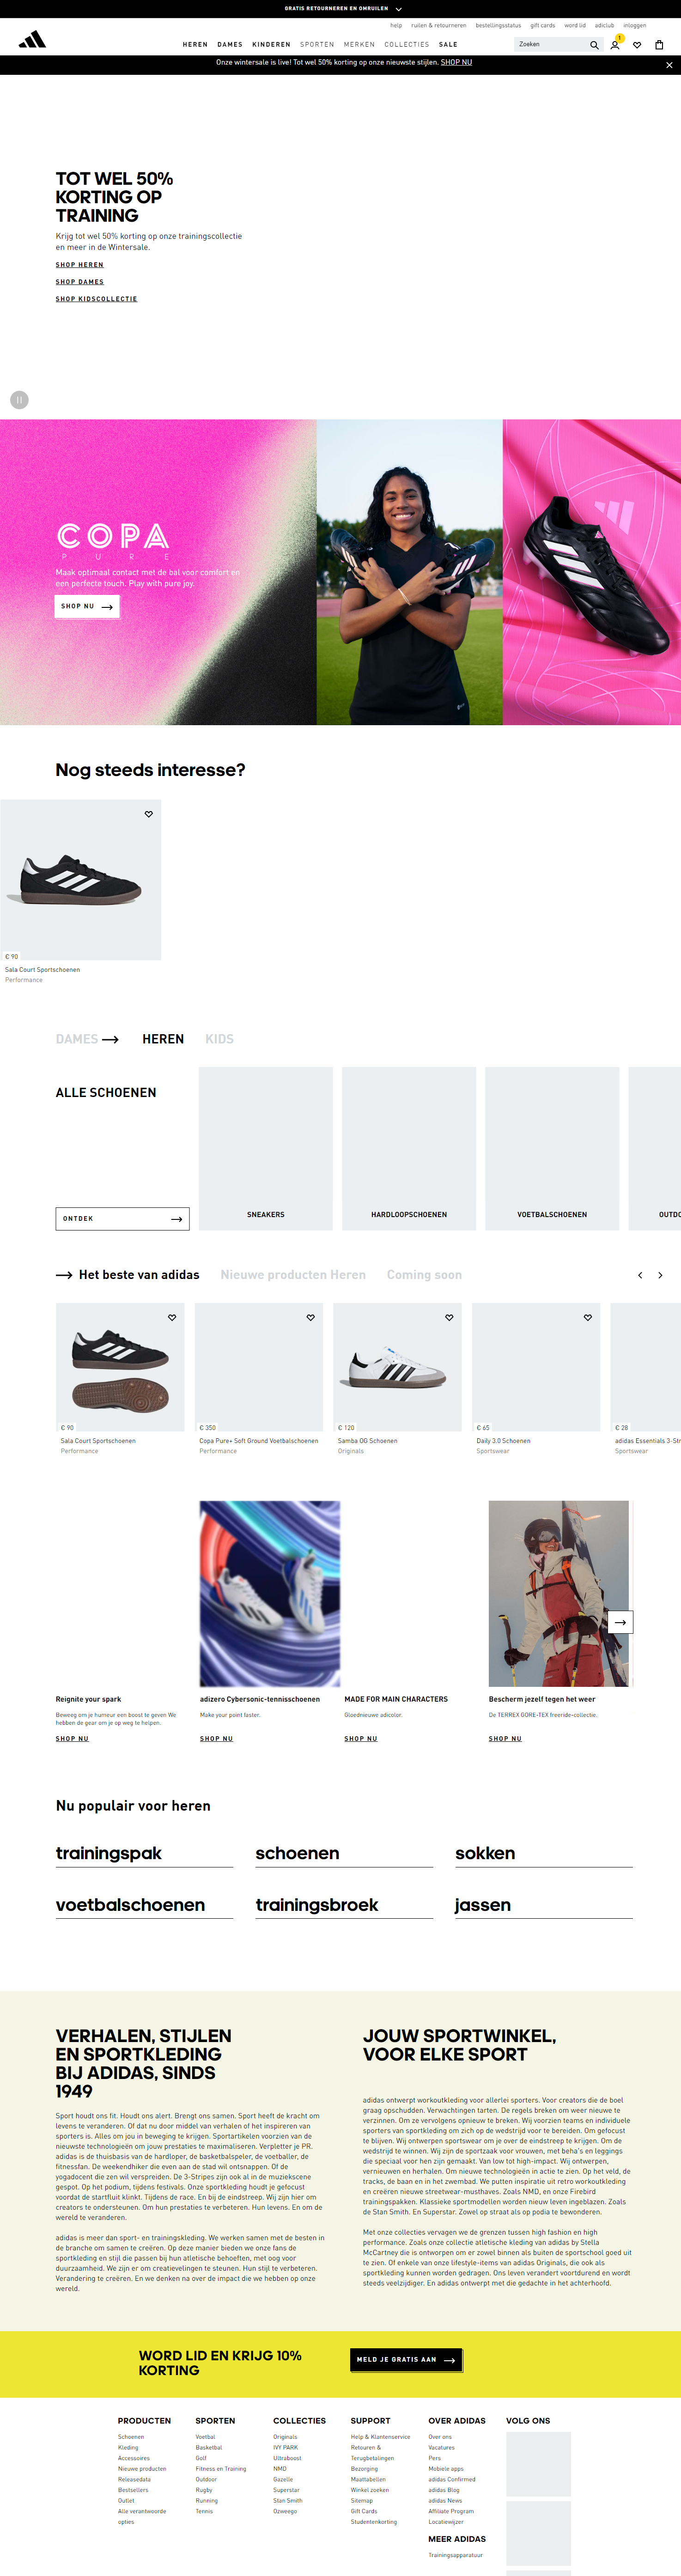 GRATIS RETOURNEREN EN OMRUILEN
help ruilen & retourneren bestellingsstatus gift cards word lid adiclub inloggen
HEREN DAMES KINDEREN SPORTEN MERKEN COLLECTIES SALE
Zoeken
1
Onze wintersale is live! Tot wel 50% korting op onze nieuwste stijlen. SHOP NU
TOT WEL 50%
KORTING OP
TRAINING
Krijg tot wel 50% korting op onze trainingscollectie
en meer in de Wintersale.
SHOP HEREN
SHOP DAMES
SHOP KIDSCOLLECTIE
COPA
PURE
Maak optimaal contact met de bal voor comfort en
een perfecte touch. Play with pure joy.
SHOP NU
Nog steeds interesse?
€ 90
Sala Court Sportschoenen
Performance
DAMES HEREN KIDS
ALLE SCHOENEN
ONTDEK
SNEAKERS
HARDLOOPSCHOENEN
VOETBALSCHOENEN
OUTDO
Het beste van adidas Nieuwe producten Heren Coming soon
€ 90
Sala Court Sportschoenen
Performance
€ 350
Copa Pure+ Soft Ground Voetbalschoenen
Performance
€ 120
Samba OG Schoenen
Originals
€ 65
Daily 3.0 Schoenen
Sportswear
€ 28
adidas Essentials 3-Str
Sportswear
Reignite your spark
Beweeg om je humeur een boost te geven We
hebben de gear om je op weg te helpen.
SHOP NU
adizero Cybersonic-tennisschoenen
Make your point faster.
SHOP NU
MADE FOR MAIN CHARACTERS
Gloednieuwe adicolor.
SHOP NU
Bescherm jezelf tegen het weer
De TERREX GORE-TEX freeride-collectie.
SHOP NU
Nu populair voor heren
trainingspak
schoenen
sokken
voetbalschoenen
trainingsbroek
jassen
VERHALEN, STIJLEN
EN SPORTKLEDING
BIJ ADIDAS, SINDS
1949
Sport houdt ons fit. Houdt ons alert. Brengt ons samen. Sport heeft de kracht om
levens te veranderen. Of dat nu door middel van verhalen of het inspireren van
sporters is. Alles om jou in beweging te krijgen. Sportartikelen voorzien van de
nieuwste technologieën om jouw prestaties te maximaliseren. Verpletter je PR.
adidas is de thuisbasis van de hardloper, de basketbalspeler, de voetballer, de
fitnessfan. De weekendhiker die even aan de stad wil ontsnappen. Of de
yogadocent die zen wil verspreiden. De 3-Stripes zijn ook al in de muziekscene
gespot. Op het podium, tijdens festivals. Onze sportkleding houdt je gefocust
voordat de startfluit klinkt. Tijdens de race. En bij de eindstreep. Wij zijn hier om
creators te ondersteunen. Om hun prestaties te verbeteren. Hun levens. En om de
wereld te veranderen.
adidas is meer dan sport- en trainingskleding. We werken samen met de besten in
de branche om samen te creëren. Op deze manier bieden we onze fans de
sportkleding en stijl die passen bij hun atletische behoeften, met oog voor
duurzaamheid. We zijn er om creatievelingen te steunen. Hun stijl te verbeteren.
Verandering te creëren. En we denken na over de impact die we hebben op onze
wereld.
JOUW SPORTWINKEL,
VOOR ELKE SPORT
adidas ontwerpt workoutkleding voor allerlei sporters. Voor creators die de boel
graag opschudden. Verwachtingen tarten. De regels breken om weer nieuwe te
verzinnen. Om ze vervolgens opnieuw te breken. Wij voorzien teams en individuele
sporters van sportkleding om zich op de wedstrijd voor te bereiden. Om gefocust
te blijven. Wij ontwerpen sportswear om je over de eindstreep te krijgen. Om de
wedstrijd te winnen. Wij zijn de sportzaak voor vrouwen, met beha's en leggings
die speciaal voor hen zijn gemaakt. Van low tot high-impact. Wij ontwerpen,
vernieuwen en herhalen. Om nieuwe technologieën in actie te zien. Op het veld, de
tracks, de baan en in het zwembad. We putten inspiratie uit retro workoutkleding
en creëren nieuwe streetwear-musthaves. Zoals NMD, en onze Firebird
trainingspakken. Klassieke sportmodellen worden nieuw leven ingeblazen. Zoals
de Stan Smith. En Superstar. Zowel op straat als op podia te bewonderen.
Met onze collecties vervagen we de grenzen tussen high fashion en high
performance. Zoals onze collectie atletische kleding van adidas by Stella
McCartney die is ontworpen om er zowel binnen als buiten de sportschool goed uit
te zien. Of enkele van onze lifestyle-items van adidas Originals, die ook als
sportkleding kunnen worden gedragen. Ons leven verandert voortdurend en wordt
steeds veelzijdiger. En adidas ontwerpt met die gedachte in het achterhoofd.
WORD LID EN KRIJG 10%
KORTING
MELD JE GRATIS AAN
PRODUCTEN
Schoenen
Kleding
Accessoires
Nieuwe producten
Releasedata
Bestsellers
Outlet
Alle verantwoorde
opties
SPORTEN
Voetbal
Basketbal
Golf
Fitness en Training
Outdoor
Rugby
Running
Tennis
COLLECTIES
Originals
IVY PARK
Ultraboost
NMD
Gazelle
Superstar
Stan Smith
Ozweego
SUPPORT
Help & Klantenservice
Retouren &
Terugbetalingen
Bezorging
Maattabellen
Winkel zoeken
Sitemap
Gift Cards
Studentenkorting
OVER ADIDAS
Over ons
Vacatures
Pers
Mobiele apps
adidas Confirmed
adidas Blog
adidas News
Affiliate Program
Locatiewijzer
MEER ADIDAS
Trainingsapparatuur
VOLG ONS